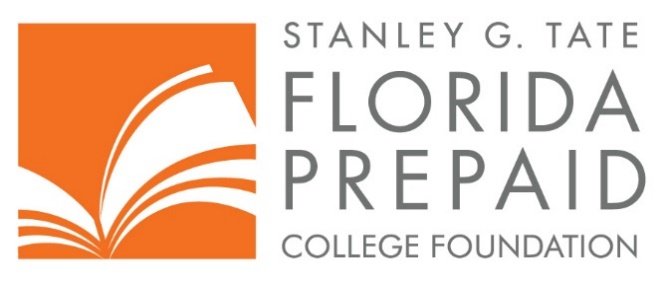 STANLEY G. TATE
FLORIDA
PREPAID
COLLEGE FOUNDATION